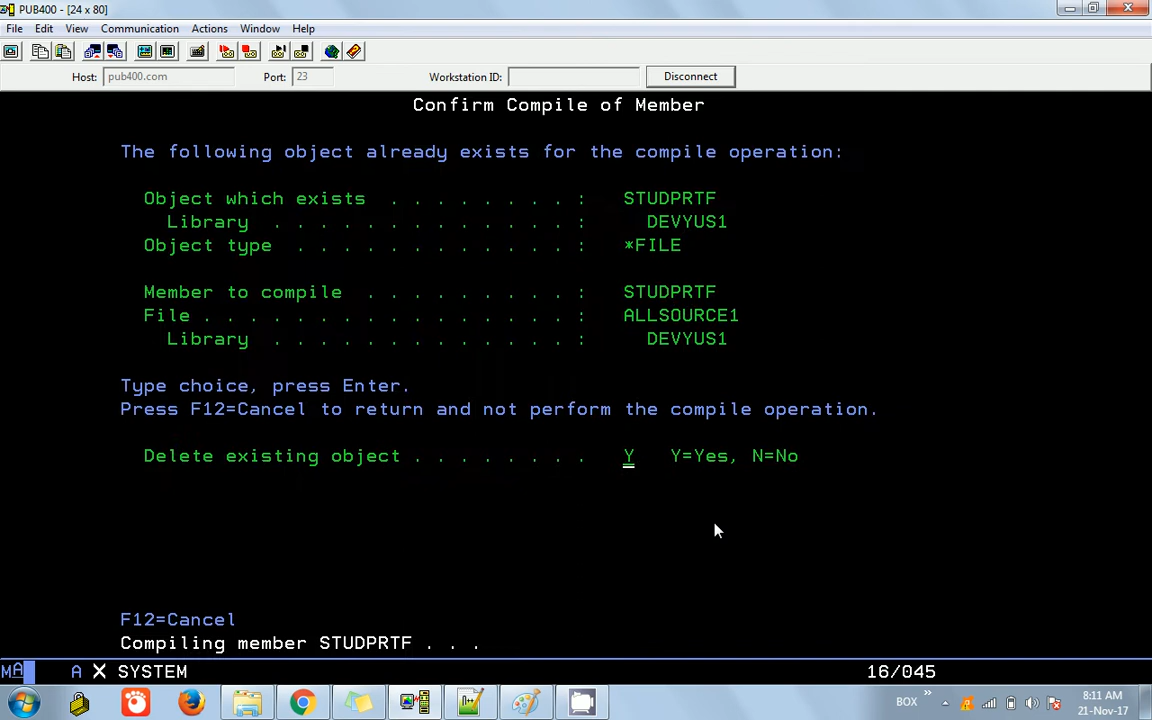 PUB400 - [24 x 80]
File Edit View Communication Actions Window Help
Host: pub400.com Port: 23 Workstation ID: Disconnect
Confirm Compile of Member
The following object already exists for the compile operation:
Object which exists . . . . . . . . : STUDPRTF
Library . . . . . . . . . . . . . : DEVYUS1
Object type . . . . . . . . . . . . : *FILE
Member to compile . . . . . . . . . : STUDPRTF
File . . . . . . . . . . . . . . . . : ALLSOURCE1
Library . . . . . . . . . . . . . : DEVYUS1
Type choice, press Enter.
Press F12=Cancel to return and not perform the compile operation.
Delete existing object . . . . . . . . Y Y=Yes, N=No
F12=Cancel
Compiling member STUDPRTF . . .
MA A X SYSTEM 16/045
BOX » 8:11 AM
21-Nov-17